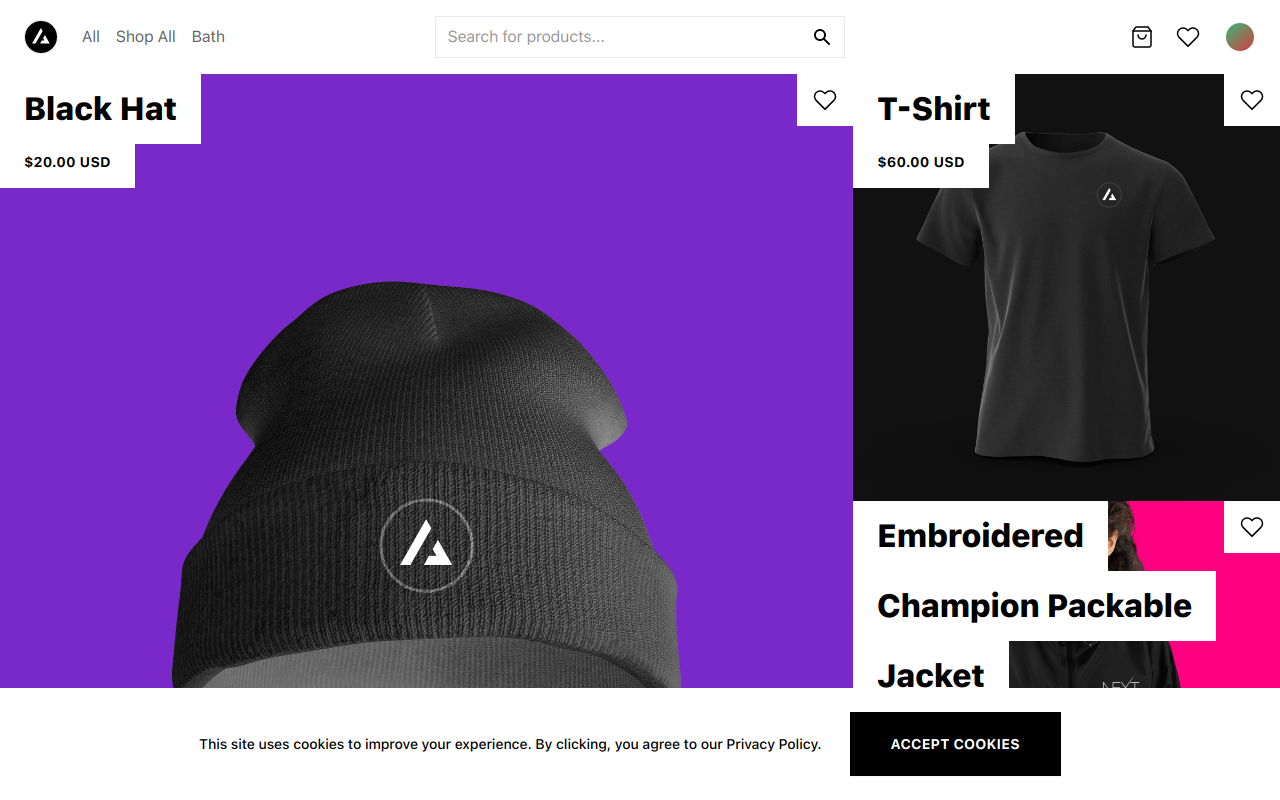 All
Shop All
Bath
Search for products...
Black Hat
$20.00 USD
T-Shirt
$60.00 USD
Embroidered
Champion Packable
Jacket
This site uses cookies to improve your experience. By clicking, you agree to our Privacy Policy.
ACCEPT COOKIES